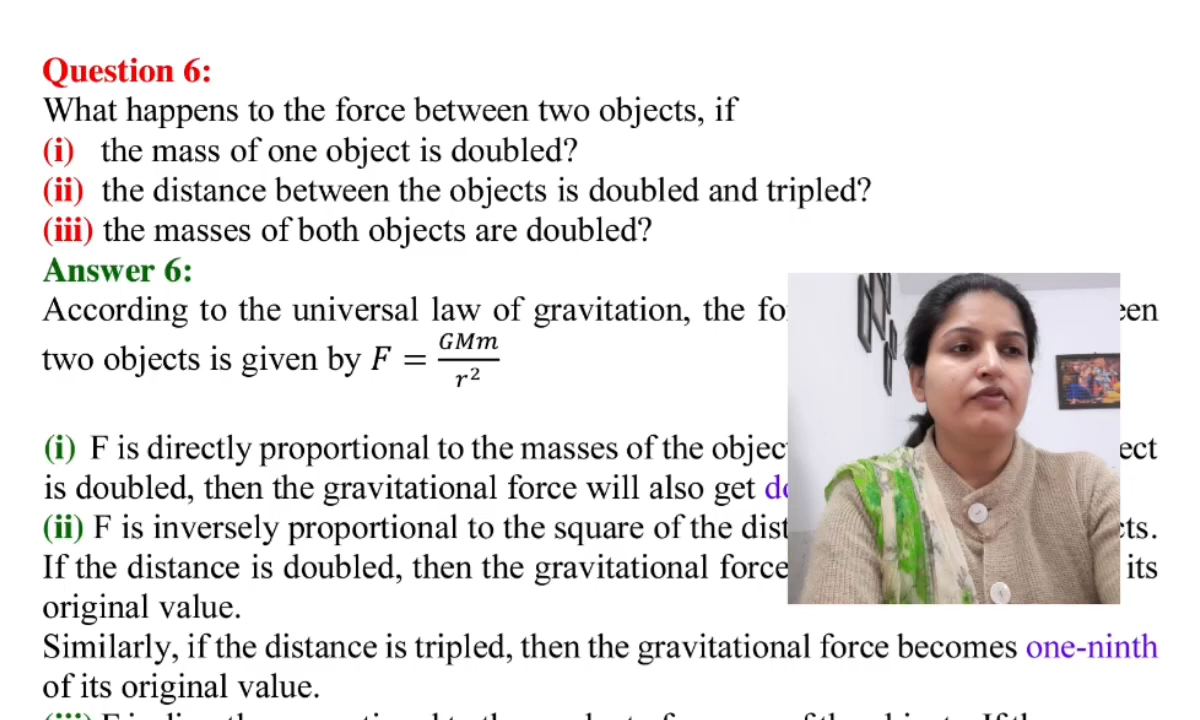 Question 6:
What happens to the force between two objects, if
(i) the mass of one object is doubled?
(ii) the distance between the objects is doubled and tripled?
(iii) the masses of both objects are doubled?
Answer 6:
According to the universal law of gravitation, the
two objects is given by F = GMm / r²
(i) F is directly proportional to the masses of the
is doubled, then the gravitational force will also get
(ii) F is inversely proportional to the square of the
If the distance is doubled, then the gravitational force its
original value.
Similarly, if the distance is tripled, then the gravitational force becomes one-ninth
of its original value.